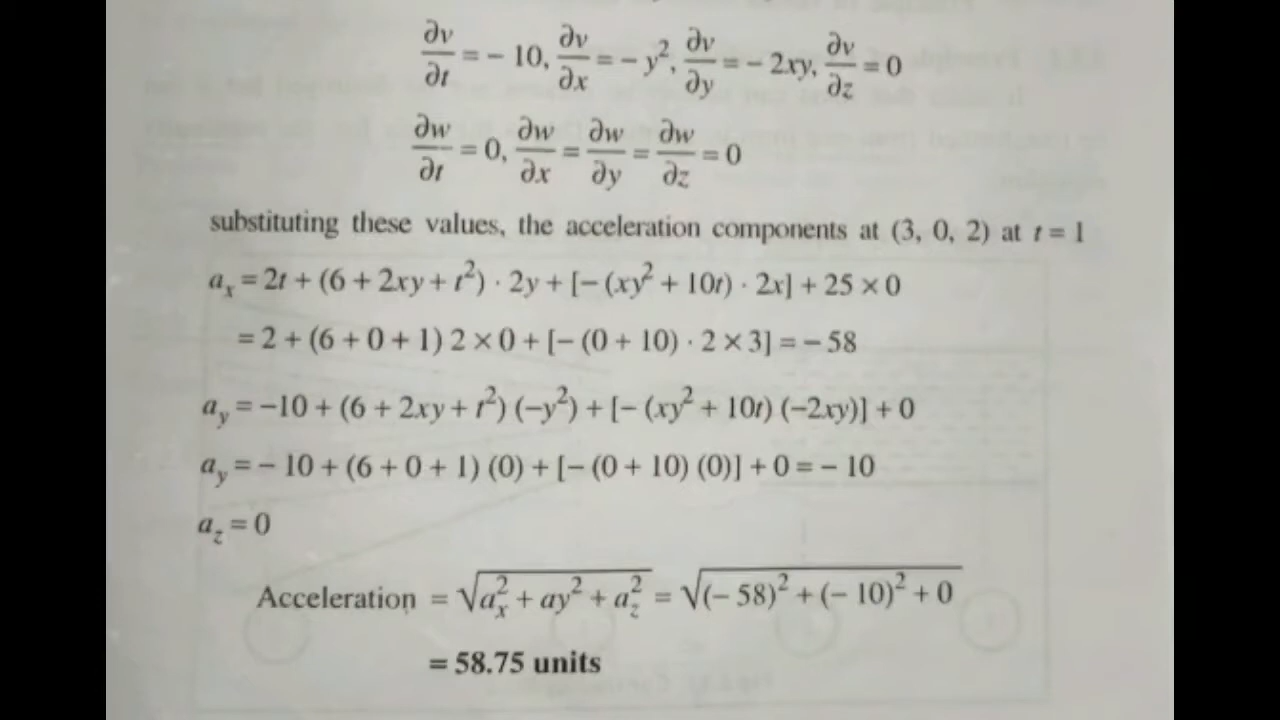 ∂v/∂t = − 10, ∂v/∂x = − y², ∂v/∂y = − 2xy, ∂v/∂z = 0
∂w/∂t = 0, ∂w/∂x = ∂w/∂y = ∂w/∂z = 0
substituting these values, the acceleration components at (3, 0, 2) at t = 1
aₓ = 2t + (6 + 2xy + t²) · 2y + [− (xy² + 10t) · 2x] + 25 × 0
= 2 + (6 + 0 + 1) 2 × 0 + [− (0 + 10) · 2 × 3] = − 58
a_y = −10 + (6 + 2xy + t²) (−y²) + [− (xy² + 10t) (−2xy)] + 0
a_y = − 10 + (6 + 0 + 1) (0) + [− (0 + 10) (0)] + 0 = − 10
a_z = 0
Acceleration = √(aₓ² + ay² + a_z²) = √((− 58)² + (− 10)² + 0)
= 58.75 units